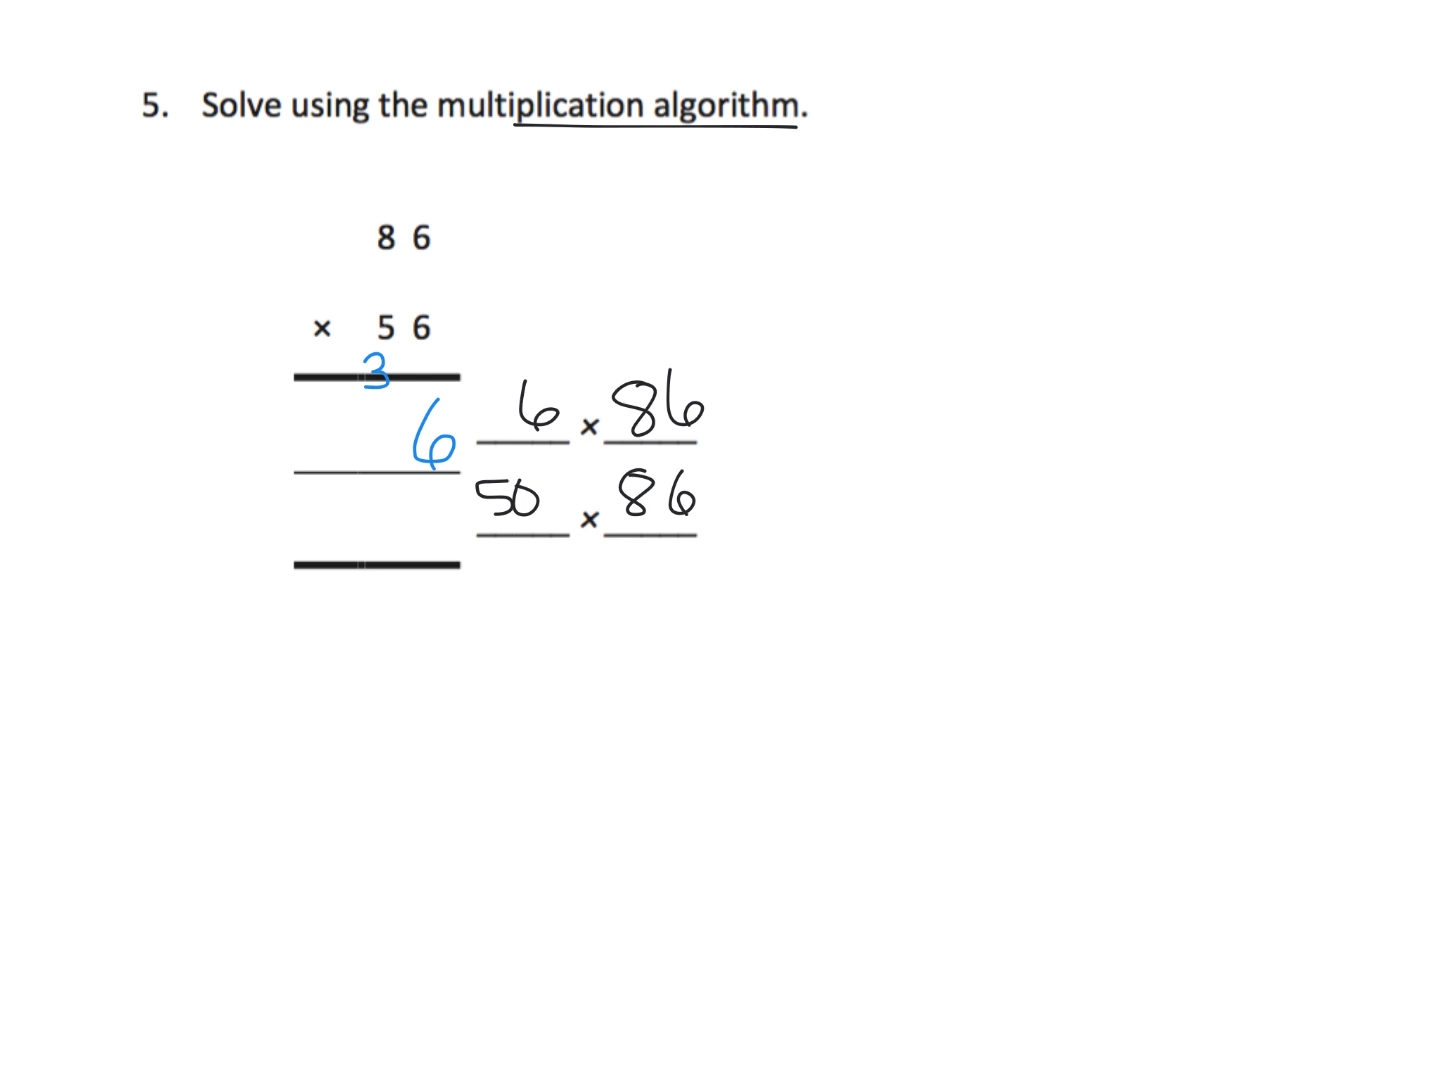 5. Solve using the multiplication algorithm.
8 6
× 5 6
3
6 6 × 86
50 × 86